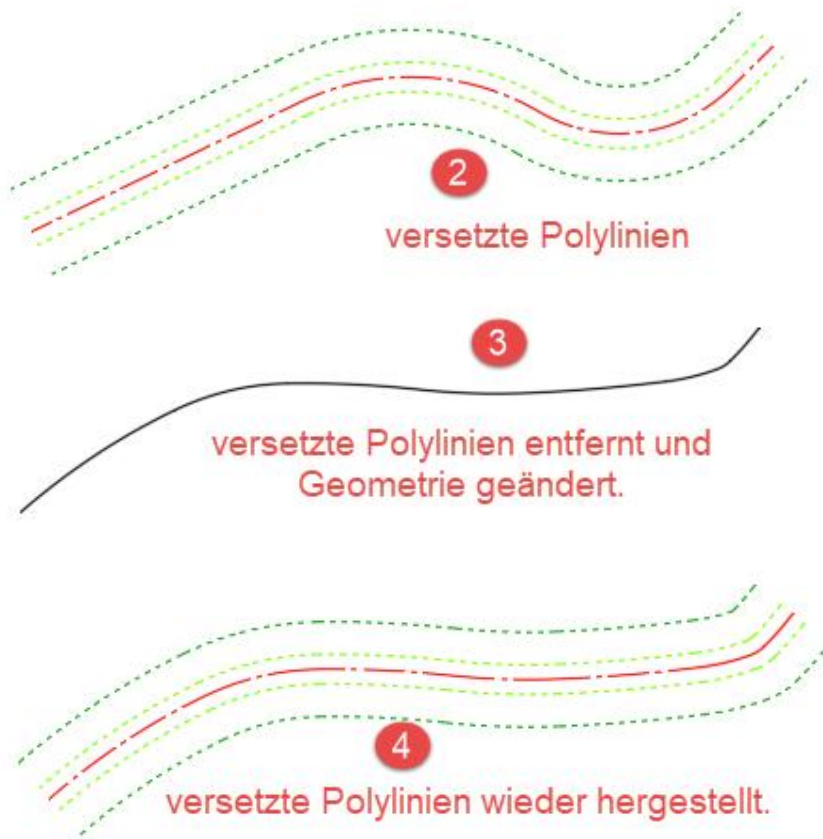 2
versetzte Polylinien
3
versetzte Polylinien entfernt und
Geometrie geändert.
4
versetzte Polylinien wieder hergestellt.